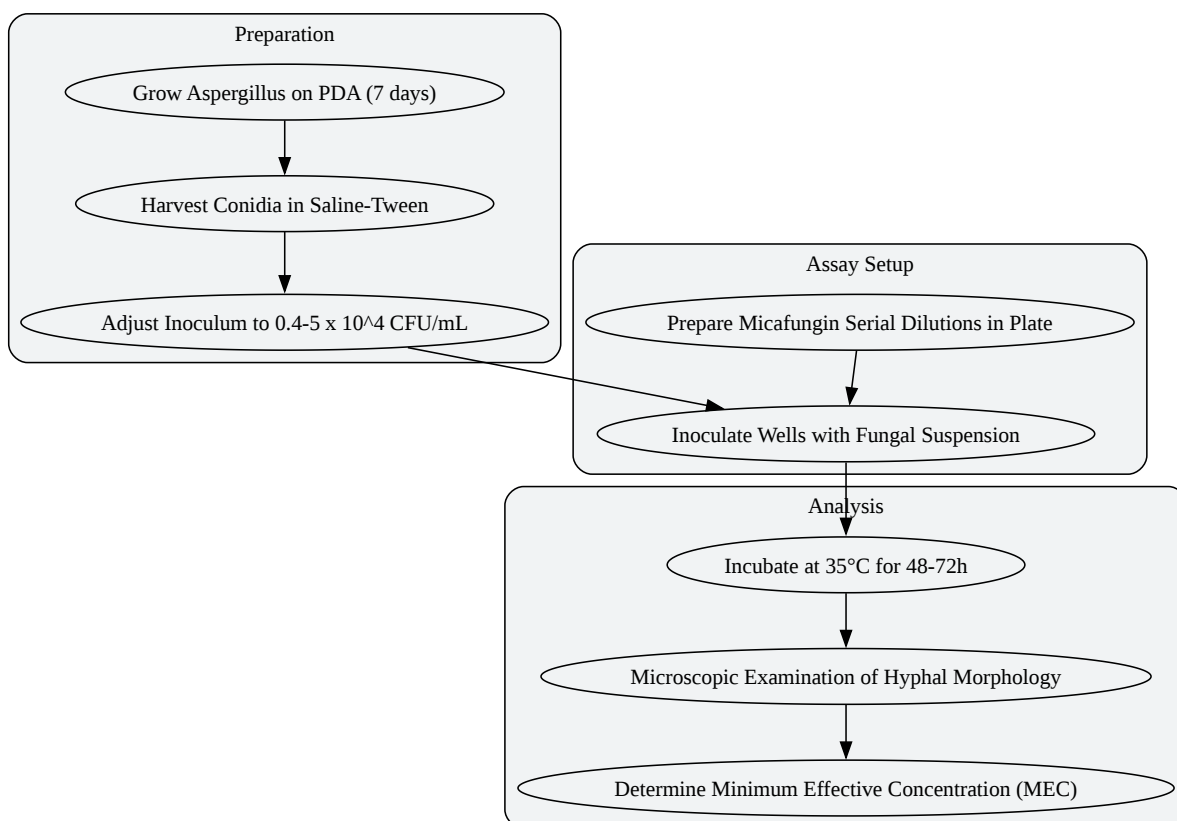 Preparation
Grow Aspergillus on PDA (7 days)
Harvest Conidia in Saline-Tween
Adjust Inoculum to 0.4-5 x 10^4 CFU/mL
Assay Setup
Prepare Micafungin Serial Dilutions in Plate
Inoculate Wells with Fungal Suspension
Analysis
Incubate at 35°C for 48-72h
Microscopic Examination of Hyphal Morphology
Determine Minimum Effective Concentration (MEC)